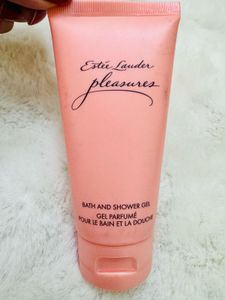 Estée Lauder
pleasures
BATH AND SHOWER GEL
GEL PARFUMÉ
POUR LE BAIN ET LA DOUCHE